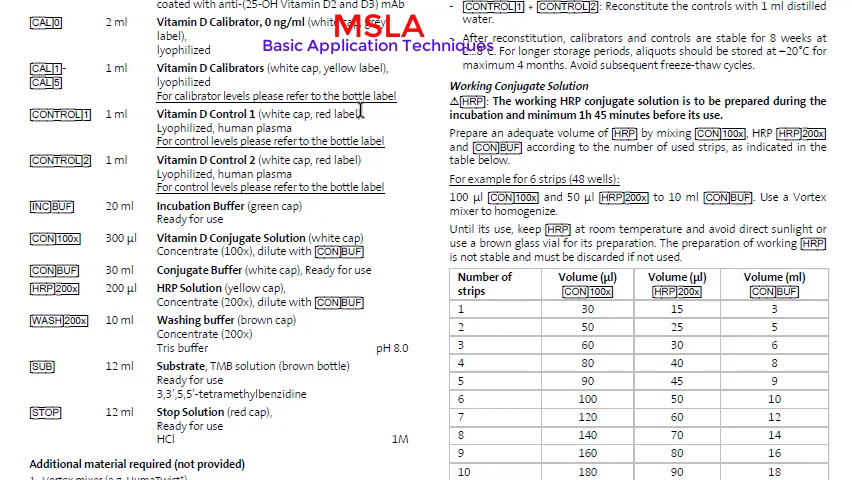 coated with anti-(25-OH Vitamin D2 and D3) mAb
CAL 0 2 ml Vitamin D Calibrator, 0 ng/ml (white cap, grey
label),
lyophilized
CAL 1 - 1 ml Vitamin D Calibrators (white cap, yellow label),
CAL 5 lyophilized
For calibrator levels please refer to the bottle label
CONTROL 1 1 ml Vitamin D Control 1 (white cap, red label)
Lyophilized, human plasma
For control levels please refer to the bottle label
CONTROL 2 1 ml Vitamin D Control 2 (white cap, red label)
Lyophilized, human plasma
For control levels please refer to the bottle label
INC BUF 20 ml Incubation Buffer (green cap)
Ready for use
CON 100x 300 µl Vitamin D Conjugate Solution (white cap)
Concentrate (100x), dilute with CON BUF
CON BUF 30 ml Conjugate Buffer (white cap), Ready for use
HRP 200x 200 µl HRP Solution (yellow cap),
Concentrate (200x), dilute with CON BUF
WASH 200x 10 ml Washing buffer (brown cap)
Concentrate (200x)
Tris buffer pH 8.0
SUB 12 ml Substrate, TMB solution (brown bottle)
Ready for use
3,3',5,5'-tetramethylbenzidine
STOP 12 ml Stop Solution (red cap),
Ready for use
HCl 1M
Additional material required (not provided)
MSLA
Basic Application Techniques
- CONTROL 1 + CONTROL 2: Reconstitute the controls with 1 ml distilled
water.
After reconstitution, calibrators and controls are stable for 8 weeks at
8°C. For longer storage periods, aliquots should be stored at –20°C for
maximum 4 months. Avoid subsequent freeze-thaw cycles.
Working Conjugate Solution
⚠HRP: The working HRP conjugate solution is to be prepared during the
incubation and minimum 1h 45 minutes before its use.
Prepare an adequate volume of HRP by mixing CON 100x, HRP HRP 200x
and CON BUF according to the number of used strips, as indicated in the
table below.
For example for 6 strips (48 wells):
100 µl CON 100x and 50 µl HRP 200x to 10 ml CON BUF. Use a Vortex
mixer to homogenize.
Until its use, keep HRP at room temperature and avoid direct sunlight or
use a brown glass vial for its preparation. The preparation of working HRP
is not stable and must be discarded if not used.
Number of Volume (µl) Volume (µl) Volume (ml)
strips CON 100x HRP 200x CON BUF
1 30 15 3
2 50 25 5
3 60 30 6
4 80 40 8
5 90 45 9
6 100 50 10
7 120 60 12
8 140 70 14
9 160 80 16
10 180 90 18